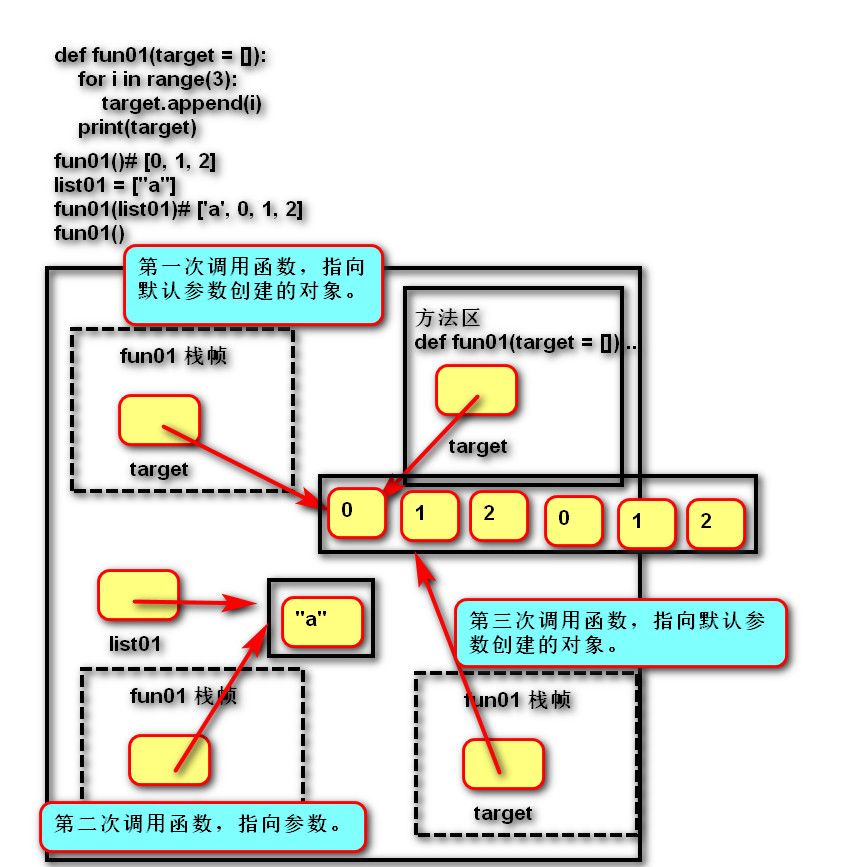 def fun01(target = []):
    for i in range(3):
        target.append(i)
    print(target)
fun01()# [0, 1, 2]
list01 = ["a"]
fun01(list01)# ['a', 0, 1, 2]
fun01()
第一次调用函数，指向
默认参数创建的对象。
方法区
def fun01(target = [])...
fun01 栈帧
target
target
0 1 2 0 1 2
"a"
list01
第三次调用函数，指向默认参
数创建的对象。
fun01 栈帧
fun01 栈帧
target
第二次调用函数，指向参数。